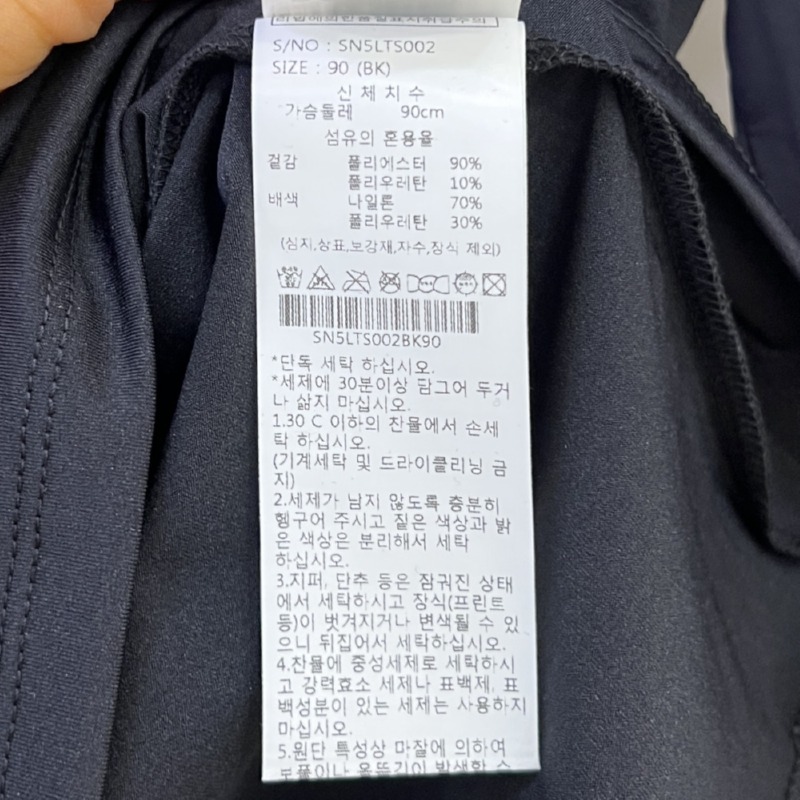 S/NO : SN5LTS002
SIZE : 90 (BK)
신 체 치 수
가슴둘레 90cm
섬유의 혼용율
겉감 폴리에스터 90%
폴리우레탄 10%
배색 나일론 70%
폴리우레탄 30%
(심지,상표,보강재,자수,장식 제외)
SN5LTS002BK90
*단독 세탁 하십시오.
*세제에 30분이상 담그어 두거
나 삶지 마십시오.
1.30 C 이하의 찬물에서 손세
탁 하십시오.
(기계세탁 및 드라이클리닝 금
지)
2.세제가 남지 않도록 충분히
헹구어 주시고 짙은 색상과 밝
은 색상은 분리해서 세탁
하십시오.
3.지퍼, 단추 등은 잠궈진 상태
에서 세탁하시고 장식(프린트
등)이 벗겨지거나 변색될 수 있
으니 뒤집어서 세탁하십시오.
4.찬물에 중성세제로 세탁하시
고 강력효소 세제나 표백제, 표
백성분이 있는 세제는 사용하지
마십시오.
5.원단 특성상 마찰에 의하여
보풀이나 올뜯김이 발생할 수